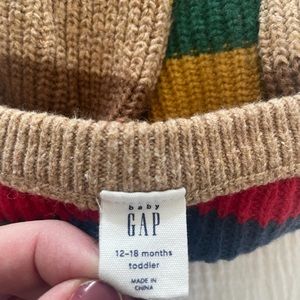 baby
GAP
12-18 months
toddler
MADE IN
CHINA